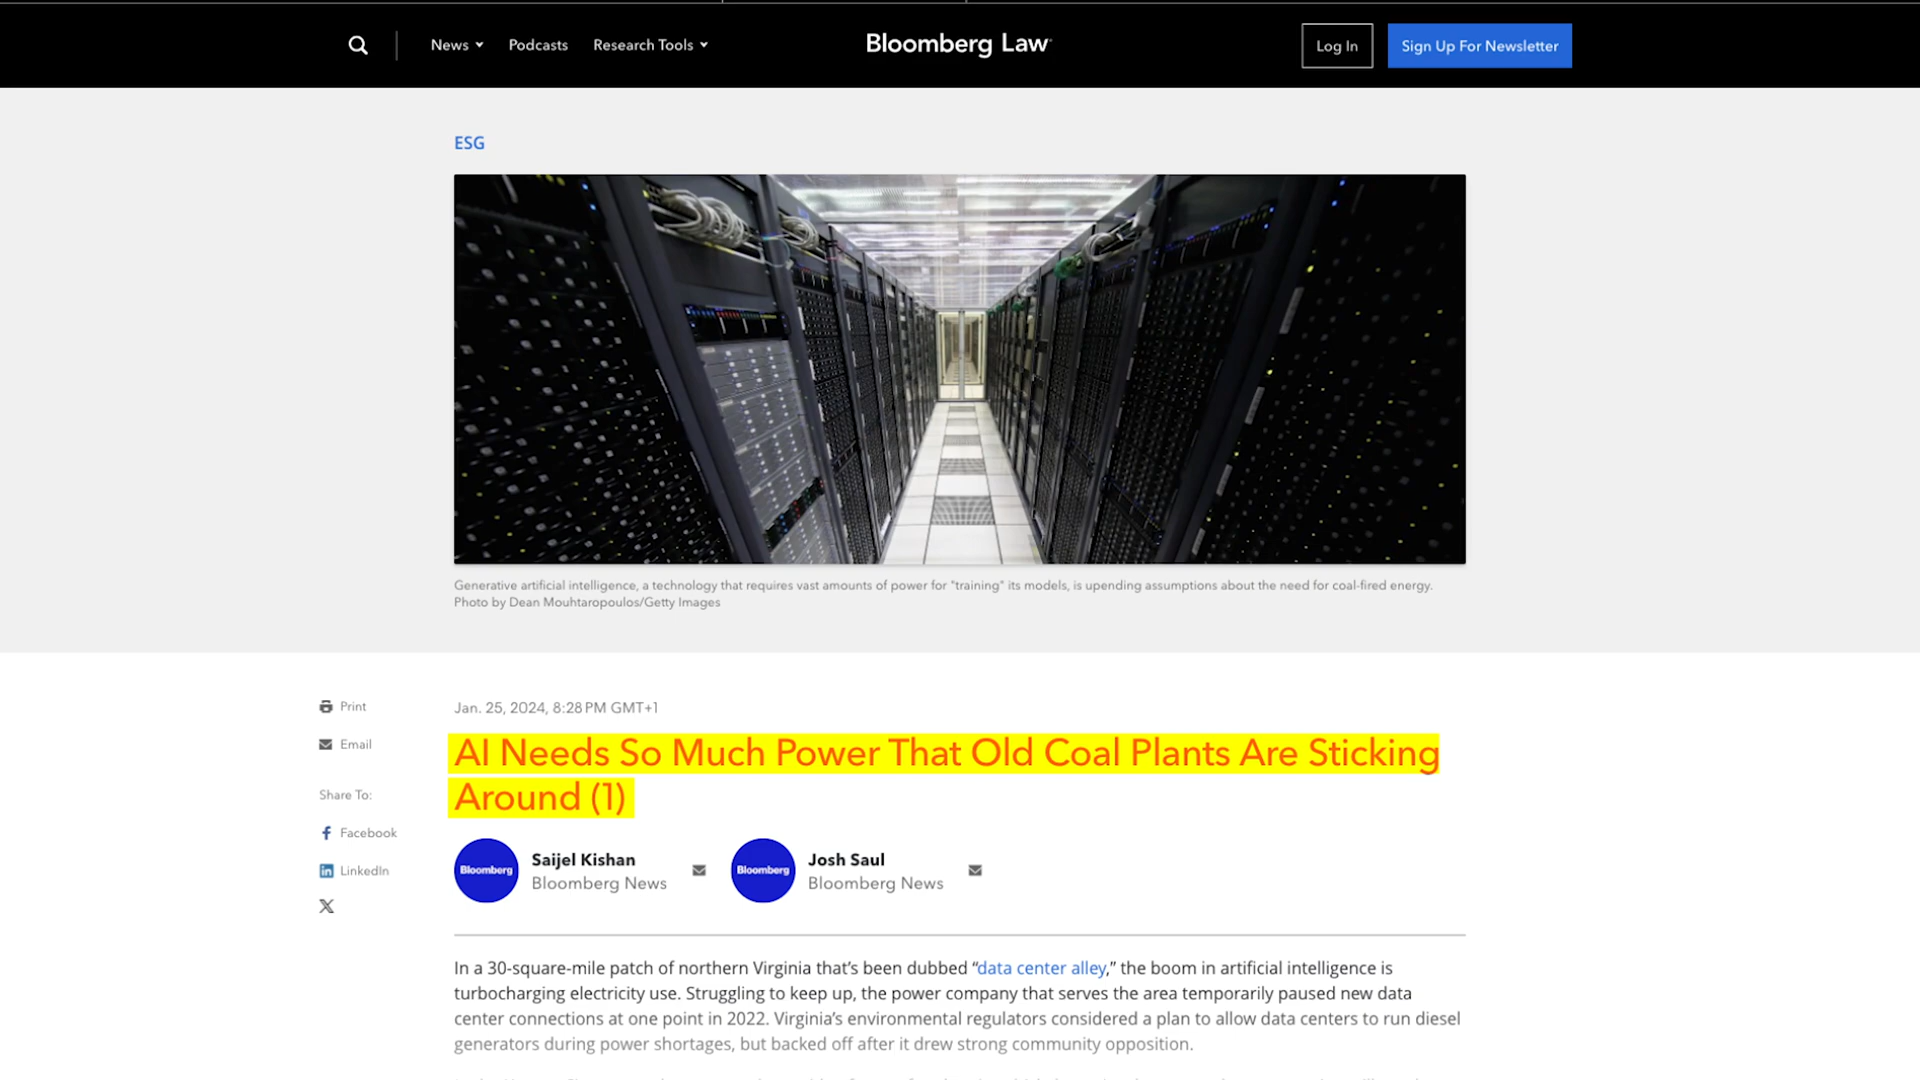 News
Podcasts
Research Tools
Bloomberg Law
Log In
Sign Up For Newsletter
ESG
Generative artificial intelligence, a technology that requires vast amounts of power for "training" its models, is upending assumptions about the need for coal-fired energy.
Photo by Dean Mouhtaropoulos/Getty Images
Print
Email
Share To:
Facebook
LinkedIn
Jan. 25, 2024, 8:28 PM GMT+1
AI Needs So Much Power That Old Coal Plants Are Sticking
Around (1)
Bloomberg
Saijel Kishan
Bloomberg News
Bloomberg
Josh Saul
Bloomberg News
In a 30-square-mile patch of northern Virginia that's been dubbed “data center alley,” the boom in artificial intelligence is
turbocharging electricity use. Struggling to keep up, the power company that serves the area temporarily paused new data
center connections at one point in 2022. Virginia's environmental regulators considered a plan to allow data centers to run diesel
generators during power shortages, but backed off after it drew strong community opposition.